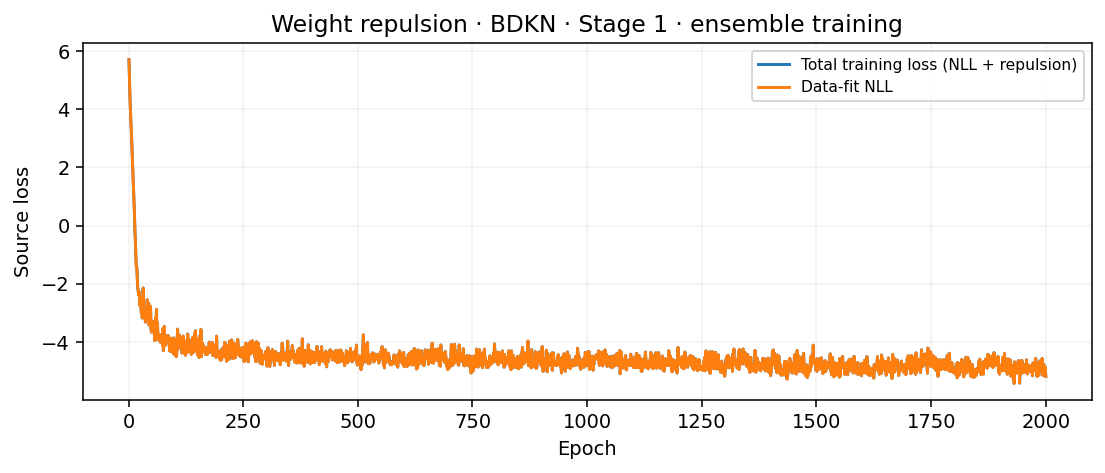 Weight repulsion · BDKN · Stage 1 · ensemble training
Total training loss (NLL + repulsion)
Data-fit NLL
Source loss
6
4
2
0
−2
−4
0 250 500 750 1000 1250 1500 1750 2000
Epoch